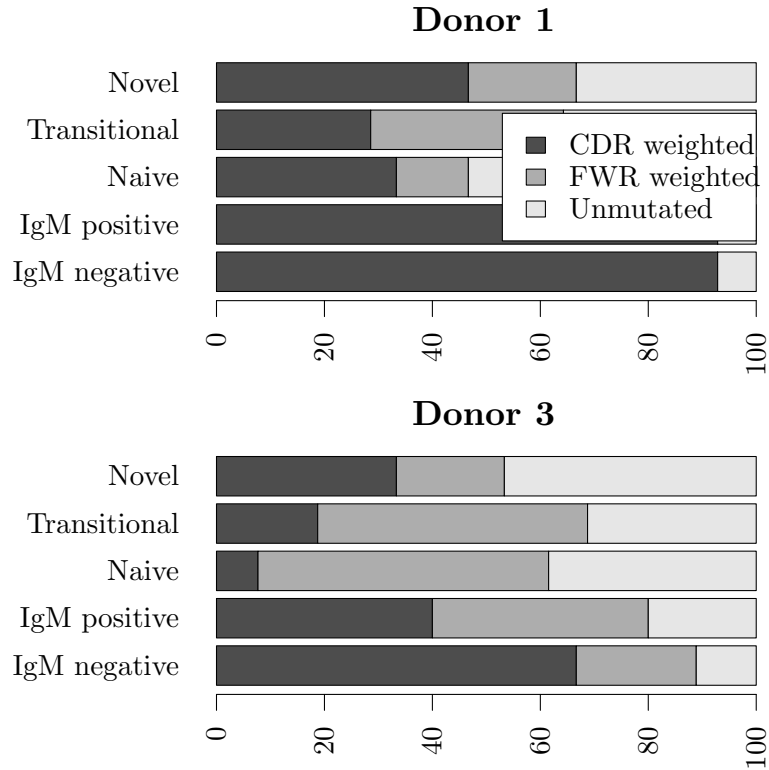 Donor 1
Novel
Transitional
Naive
IgM positive
IgM negative
CDR weighted
FWR weighted
Unmutated
0 20 40 60 80 100
Donor 3
Novel
Transitional
Naive
IgM positive
IgM negative
0 20 40 60 80 100